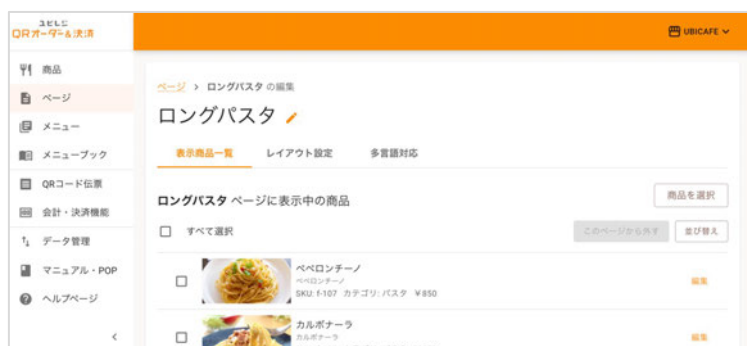 ユビレジ
QRオーダー&決済
UBICAFE
商品
ページ
メニュー
メニューブック
QRコード伝票
会計・決済機能
データ管理
マニュアル・POP
ヘルプページ
ページ > ロングパスタ の編集
ロングパスタ
表示商品一覧 レイアウト設定 多言語対応
ロングパスタ ページに表示中の商品
商品を選択
すべて選択
このページから外す 並び替え
ペペロンチーノ
ペペロンチーノ
SKU: f-107 カテゴリ: パスタ ¥850
編集
カルボナーラ
カルボナーラ
編集